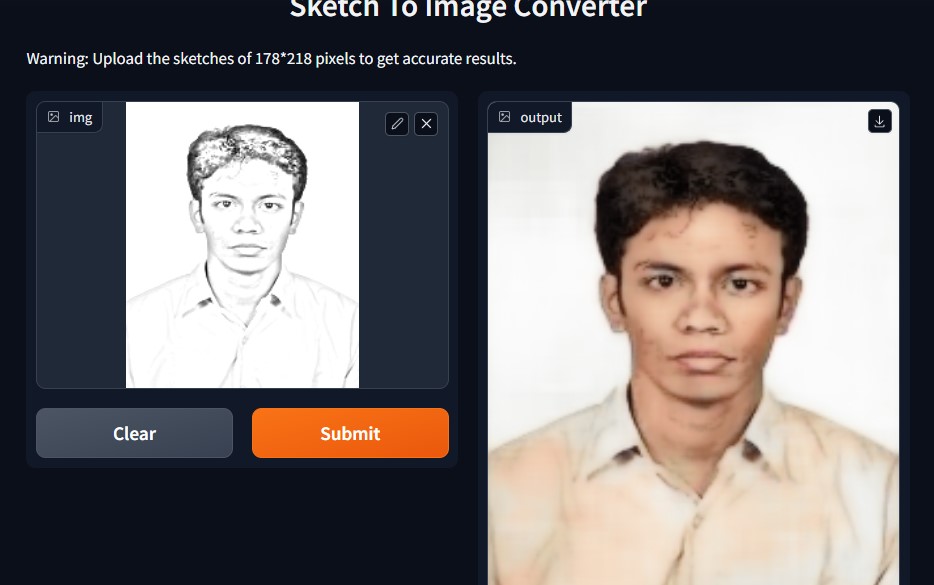 Sketch To Image Converter
Warning: Upload the sketches of 178*218 pixels to get accurate results.
img
output
Clear
Submit